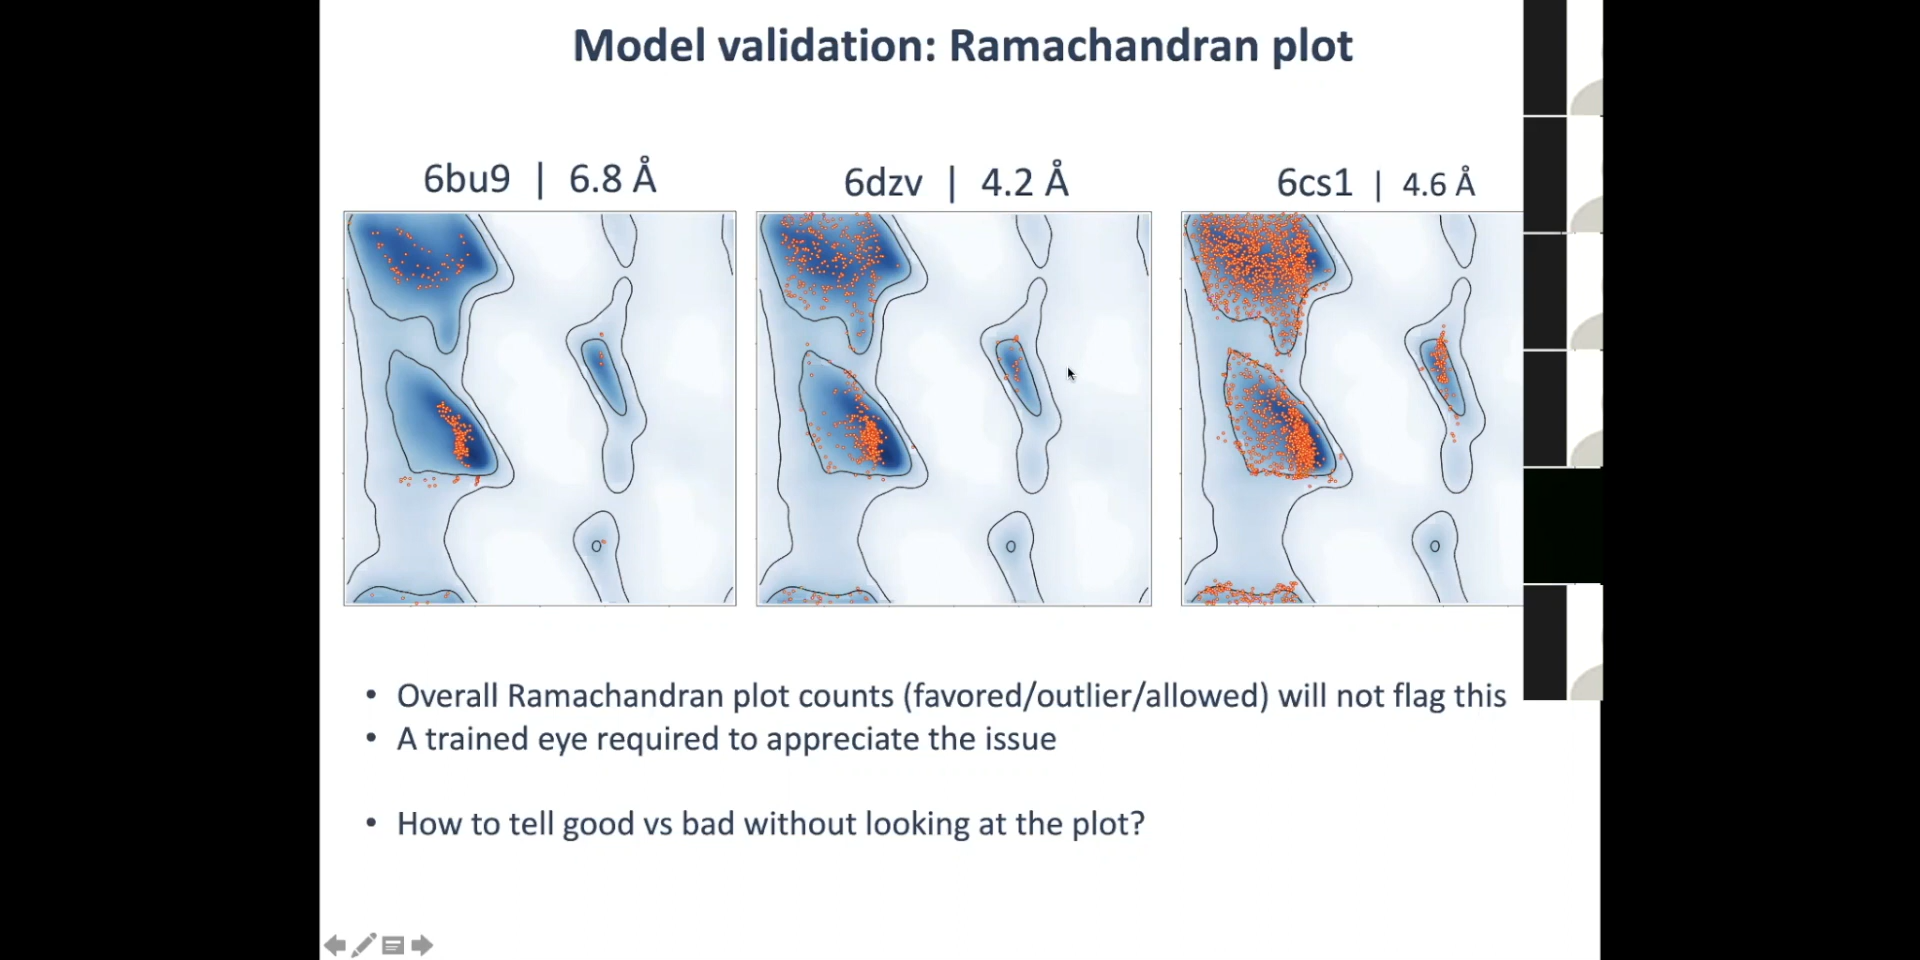 Model validation: Ramachandran plot
6bu9 | 6.8 Å
6dzv | 4.2 Å
6cs1 | 4.6 Å
• Overall Ramachandran plot counts (favored/outlier/allowed) will not flag this
• A trained eye required to appreciate the issue
• How to tell good vs bad without looking at the plot?